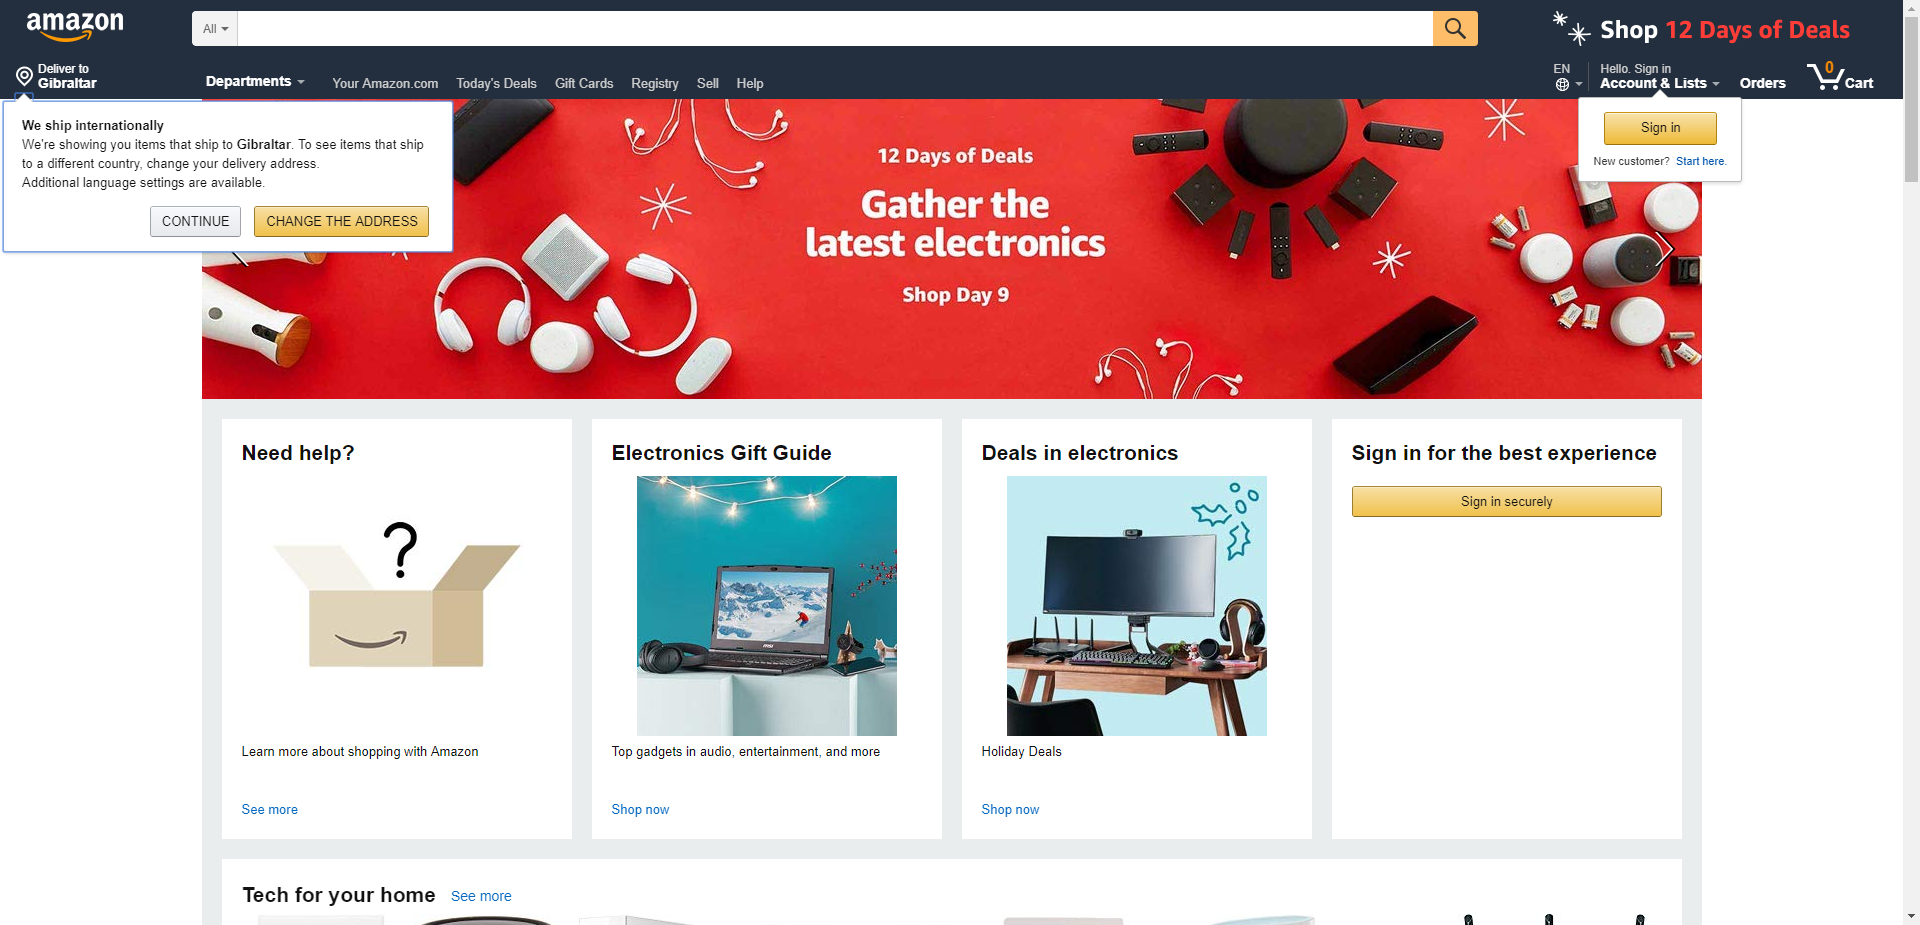 amazon
All
Shop 12 Days of Deals
Deliver to
Gibraltar
Departments
Your Amazon.com
Today's Deals
Gift Cards
Registry
Sell
Help
EN
Hello. Sign in
Account & Lists
Orders
0
Cart
We ship internationally
We're showing you items that ship to Gibraltar. To see items that ship
to a different country, change your delivery address.
Additional language settings are available.
CONTINUE
CHANGE THE ADDRESS
Sign in
New customer? Start here.
12 Days of Deals
Gather the
latest electronics
Shop Day 9
Need help?
?
Learn more about shopping with Amazon
See more
Electronics Gift Guide
msi
Top gadgets in audio, entertainment, and more
Shop now
Deals in electronics
Holiday Deals
Shop now
Sign in for the best experience
Sign in securely
Tech for your home
See more